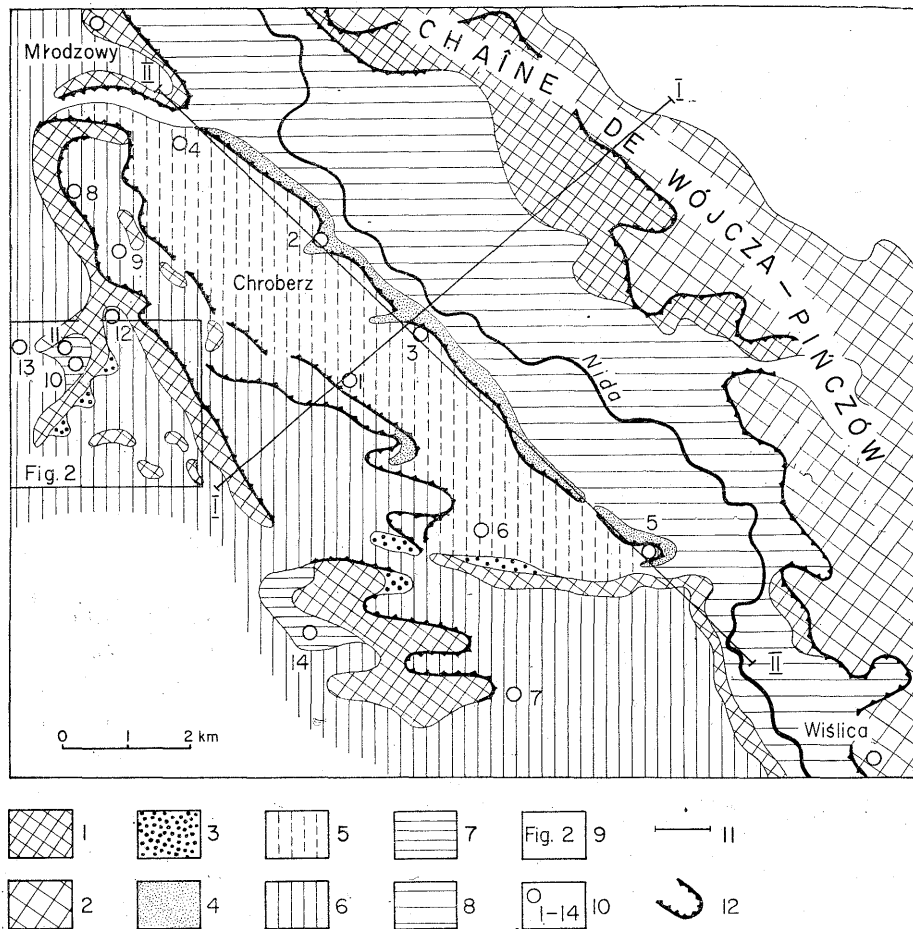 CHAÎNE DE WÓJCZA – PIŃCZÓW
Młodzowy
II
I
4
8
2
9
Chroberz
12
3
11
13
10
1
Nida
Fig. 2
I
6
5
14
II
7
0 1 2 km
Wiślica
1 3 5 7 Fig. 2 9 11
2 4 6 8 1–14 10 12